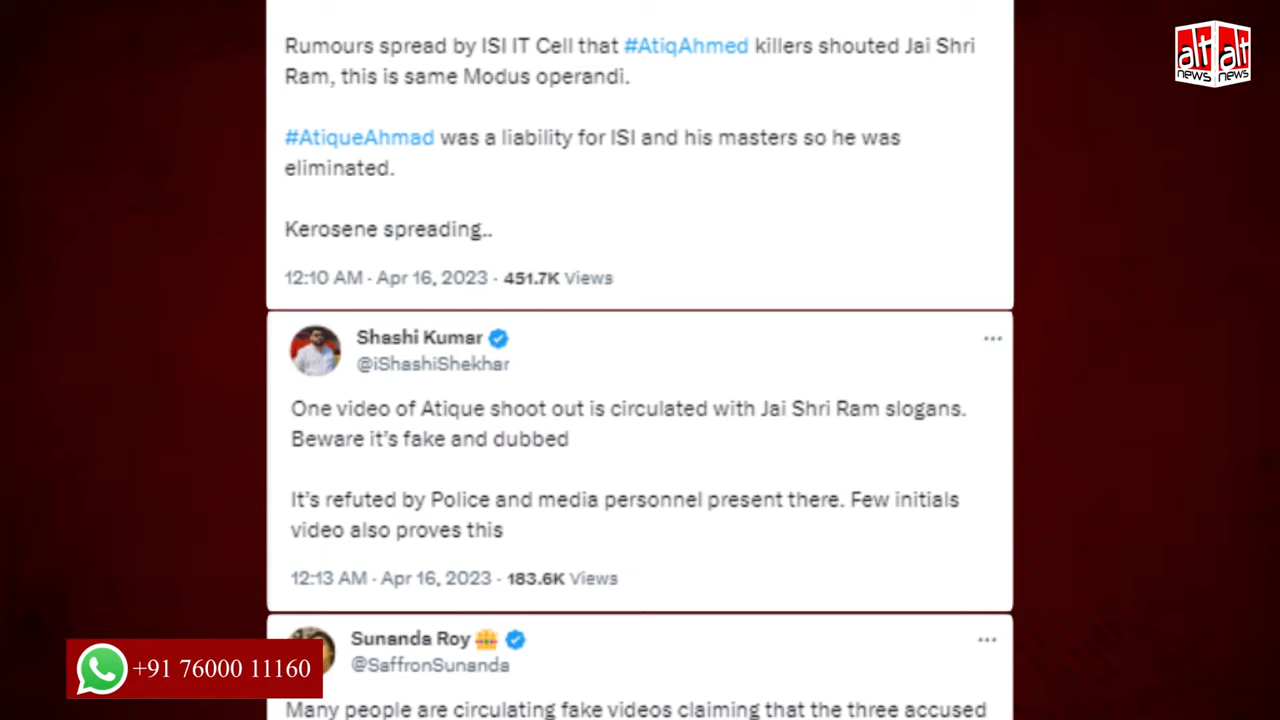 Rumours spread by ISI IT Cell that #AtiqAhmed killers shouted Jai Shri
Ram, this is same Modus operandi.
#AtiqueAhmad was a liability for ISI and his masters so he was
eliminated.
Kerosene spreading..
12:10 AM · Apr 16, 2023 · 451.7K Views
Shashi Kumar
@iShashiShekhar
One video of Atique shoot out is circulated with Jai Shri Ram slogans.
Beware it's fake and dubbed
It's refuted by Police and media personnel present there. Few initials
video also proves this
12:13 AM · Apr 16, 2023 · 183.6K Views
Sunanda Roy
@SaffronSunanda
Many people are circulating fake videos claiming that the three accused
alt news alt news
+91 76000 11160